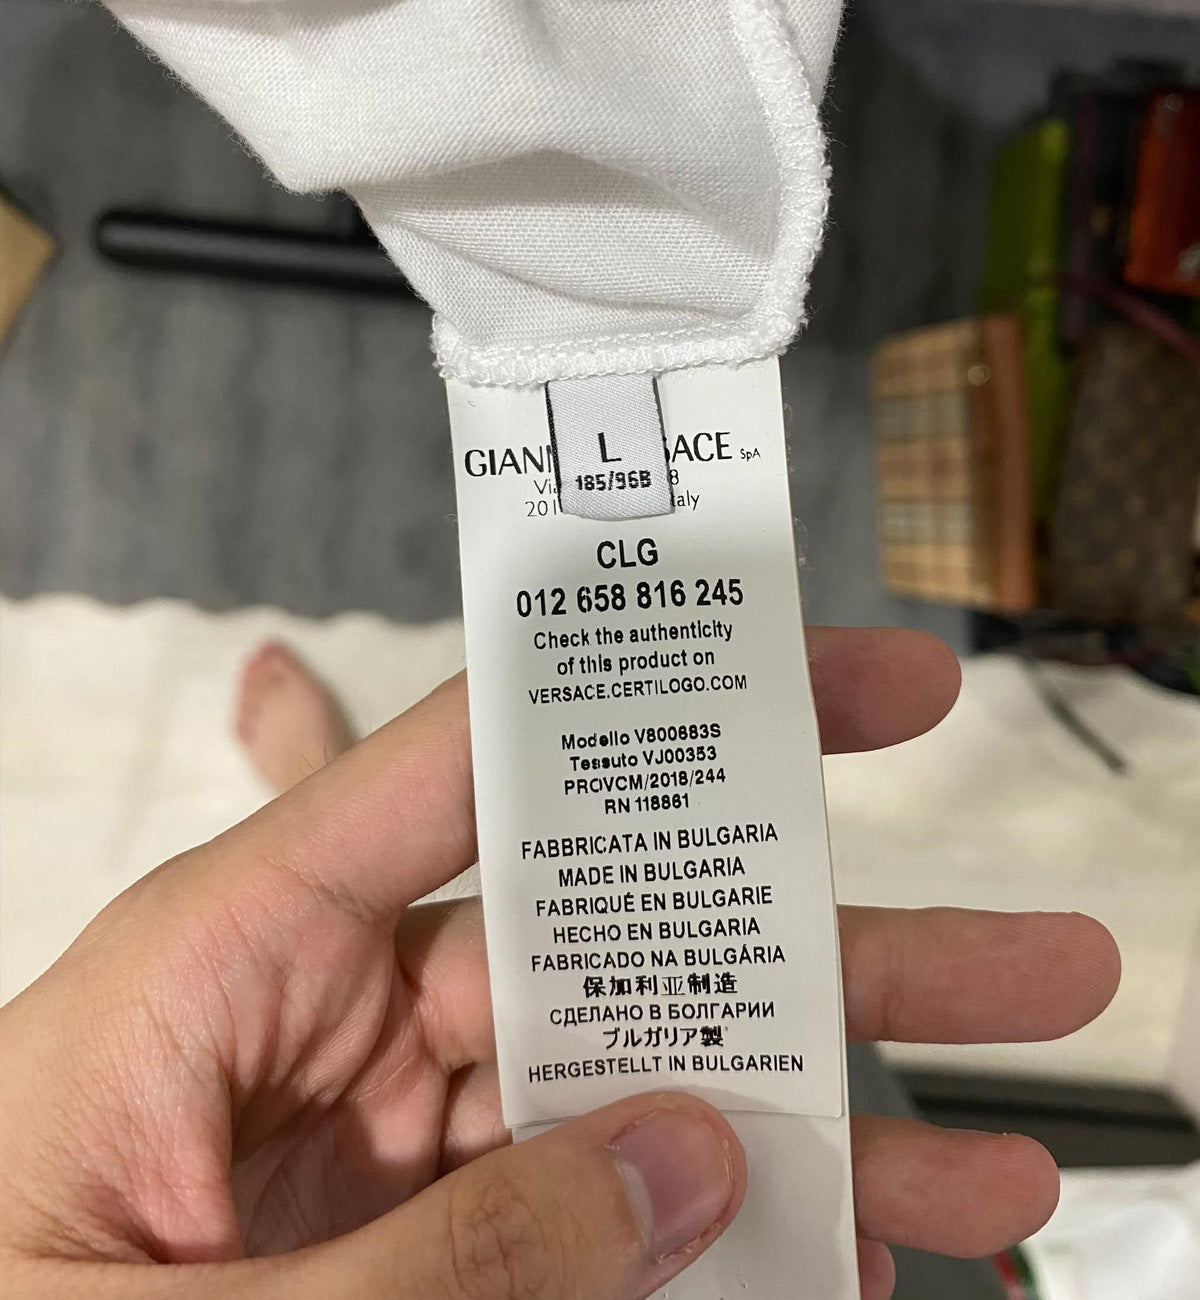 L
185/96B
SpA
CLG
012 658 816 245
Check the authenticity
of this product on
VERSACE.CERTILOGO.COM
Modello V800683S
Tessuto VJ00353
PROVCM/2018/244
RN 118861
FABBRICATA IN BULGARIA
MADE IN BULGARIA
FABRIQUÉ EN BULGARIE
HECHO EN BULGARIA
FABRICADO NA BULGÁRIA
保加利亚制造
СДЕЛАНО В БОЛГАРИИ
ブルガリア製
HERGESTELLT IN BULGARIEN